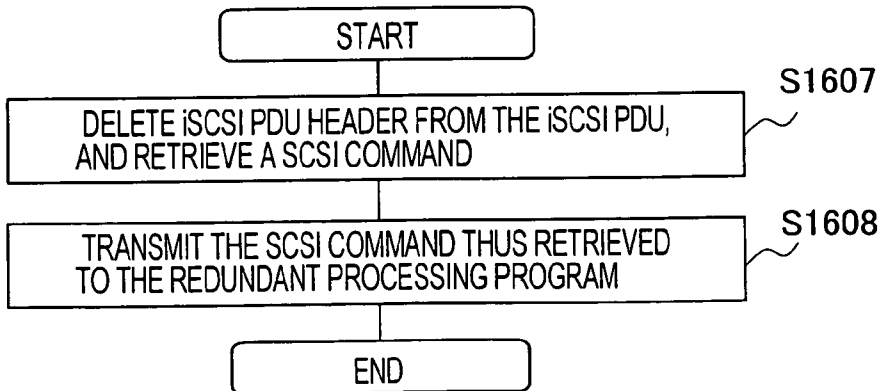 START
S1607
DELETE iSCSI PDU HEADER FROM THE iSCSI PDU,
AND RETRIEVE A SCSI COMMAND
S1608
TRANSMIT THE SCSI COMMAND THUS RETRIEVED
TO THE REDUNDANT PROCESSING PROGRAM
END